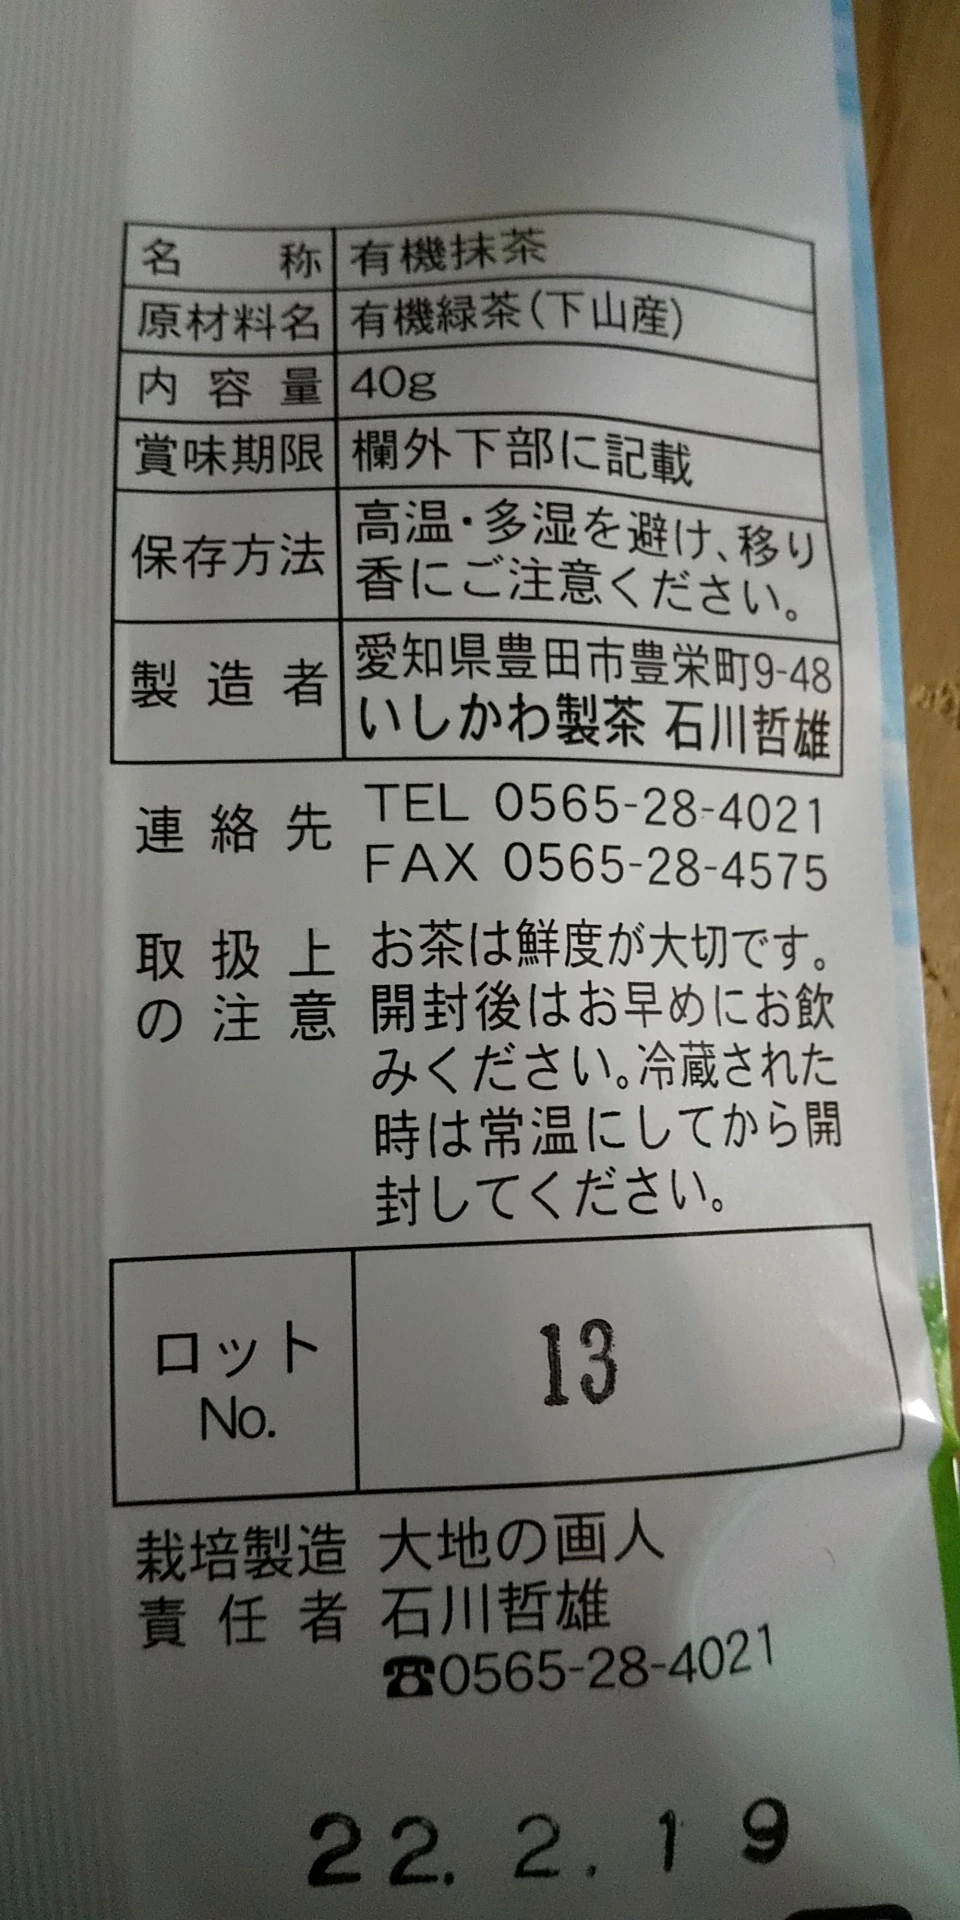 名称 有機抹茶
原材料名 有機緑茶(下山産)
内容量 40g
賞味期限 欄外下部に記載
保存方法 高温・多湿を避け、移り
香にご注意ください。
製造者 愛知県豊田市豊栄町9-48
いしかわ製茶 石川哲雄
連絡先 TEL 0565-28-4021
FAX 0565-28-4575
取扱上 お茶は鮮度が大切です。
の注意 開封後はお早めにお飲
みください。冷蔵された
時は常温にしてから開
封してください。
ロット
No.
13
栽培製造 大地の画人
責任者 石川哲雄
☎0565-28-4021
22.2.19